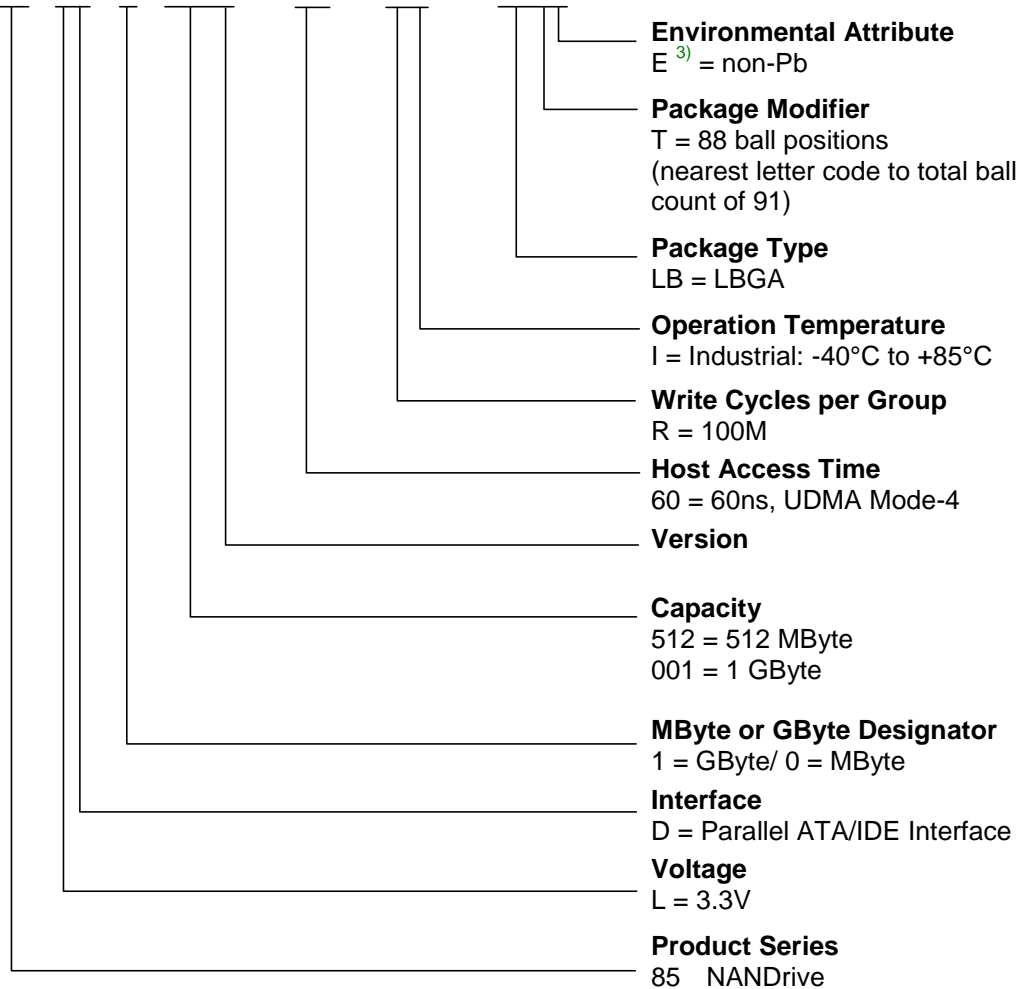 Environmental Attribute
E 3) = non-Pb
Package Modifier
T = 88 ball positions
(nearest letter code to total ball
count of 91)
Package Type
LB = LBGA
Operation Temperature
I = Industrial: -40°C to +85°C
Write Cycles per Group
R = 100M
Host Access Time
60 = 60ns, UDMA Mode-4
Version
Capacity
512 = 512 MByte
001 = 1 GByte
MByte or GByte Designator
1 = GByte/ 0 = MByte
Interface
D = Parallel ATA/IDE Interface
Voltage
L = 3.3V
Product Series
85 NANDrive